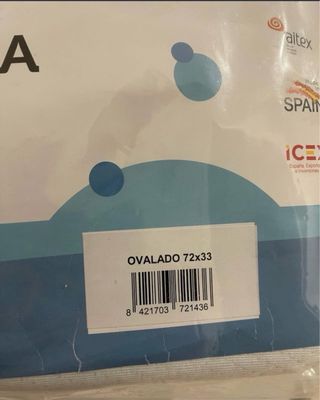 A
aitex
SPAIN
ICEX
OVALADO 72x33
8 421703 721436